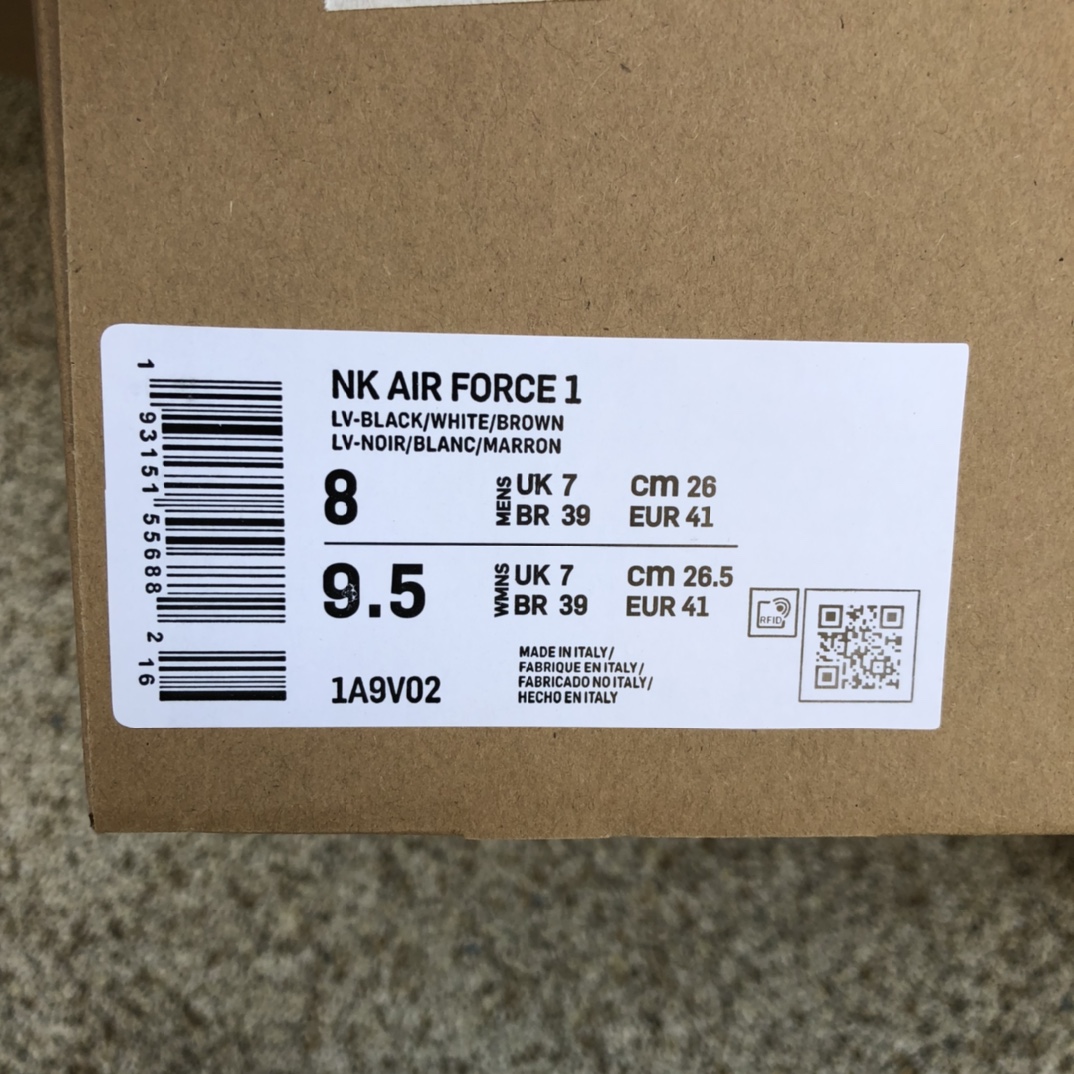 NK AIR FORCE 1
LV-BLACK/WHITE/BROWN
LV-NOIR/BLANC/MARRON
8 MENS UK 7 cm 26
BR 39 EUR 41
9.5 WMNS UK 7 cm 26.5
BR 39 EUR 41
RFID
1A9V02
MADE IN ITALY/
FABRIQUE EN ITALY/
FABRICADO NO ITALY/
HECHO EN ITALY
1 93151 55688 2 16